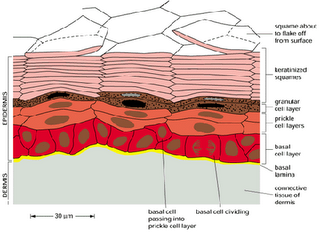 squame about
to flake off
from surface
keratinized
squames
granular
cell layer
prickle
cell layers
basal
cell layer
basal
lamina
connective
tissue of
dermis
EPIDERMIS
DERMIS
30 µm
basal cell
passing into
prickle cell layer
basal cell dividing